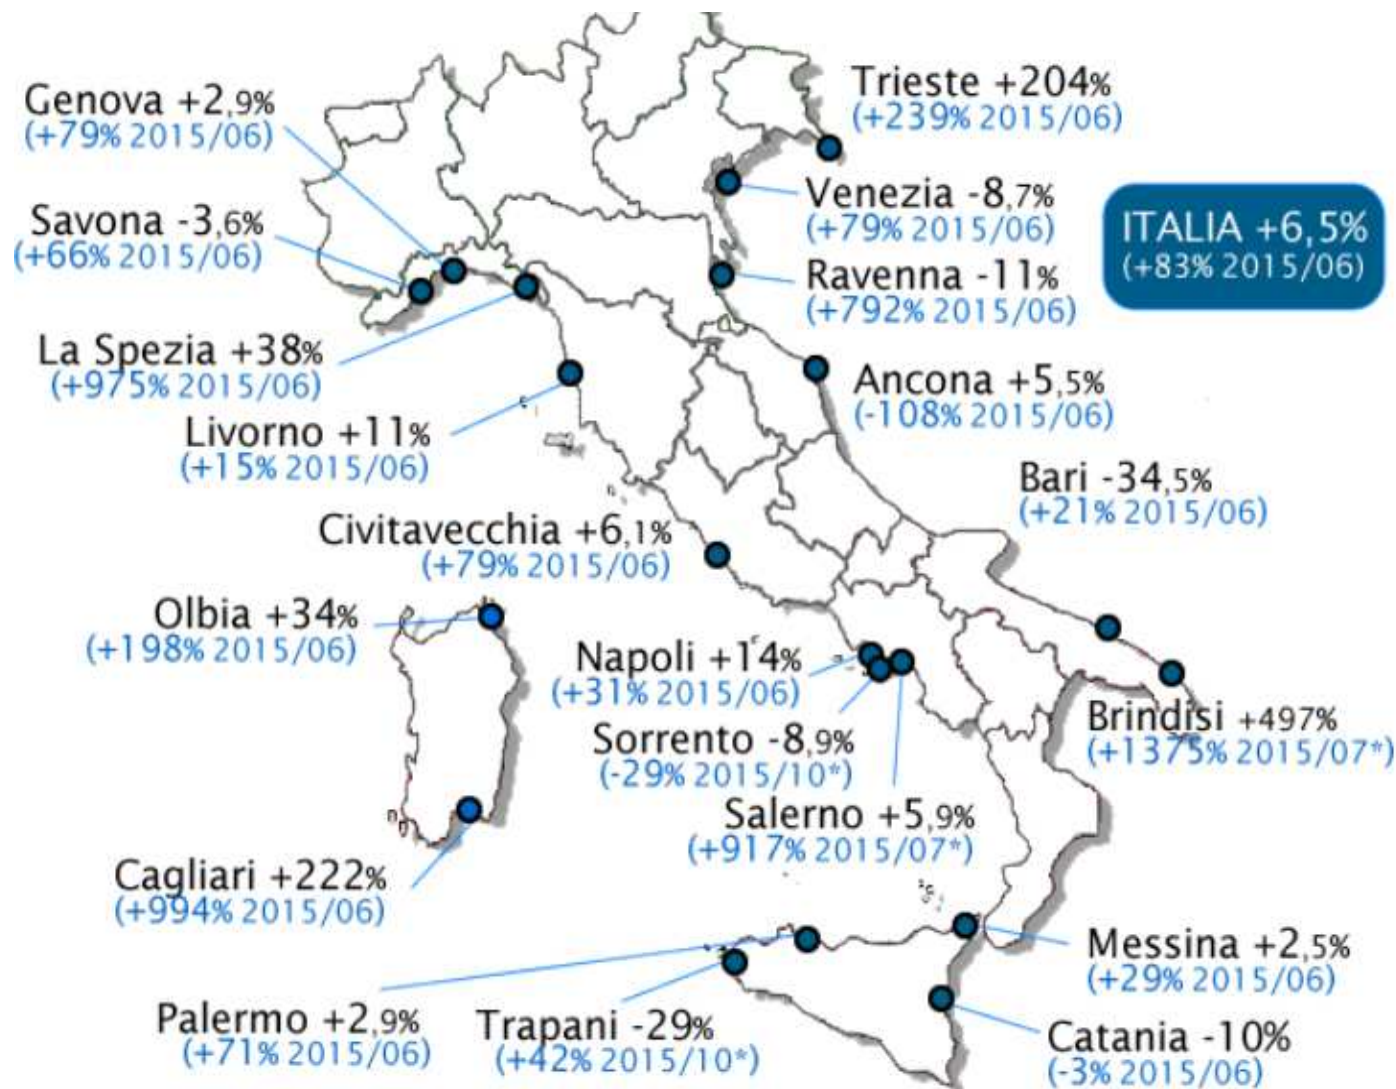 Genova +2,9%
(+79% 2015/06)
Trieste +204%
(+239% 2015/06)
Savona -3,6%
(+66% 2015/06)
Venezia -8,7%
(+79% 2015/06)
ITALIA +6,5%
(+83% 2015/06)
Ravenna -11%
(+792% 2015/06)
La Spezia +38%
(+975% 2015/06)
Ancona +5,5%
(-108% 2015/06)
Livorno +11%
(+15% 2015/06)
Bari -34,5%
(+21% 2015/06)
Civitavecchia +6,1%
(+79% 2015/06)
Olbia +34%
(+198% 2015/06)
Napoli +14%
(+31% 2015/06)
Sorrento -8,9%
(-29% 2015/10*)
Brindisi +497%
(+1375% 2015/07*)
Salerno +5,9%
(+917% 2015/07*)
Cagliari +222%
(+994% 2015/06)
Messina +2,5%
(+29% 2015/06)
Palermo +2,9%
(+71% 2015/06)
Trapani -29%
(+42% 2015/10*)
Catania -10%
(-3% 2015/06)